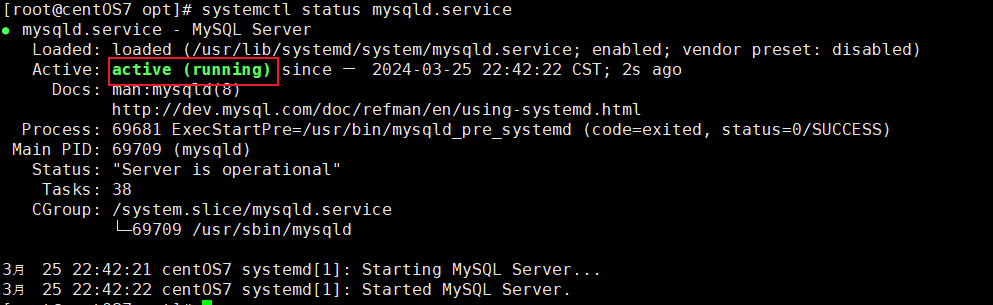 [root@centOS7 opt]# systemctl status mysqld.service
● mysqld.service - MySQL Server
Loaded: loaded (/usr/lib/systemd/system/mysqld.service; enabled; vendor preset: disabled)
Active: active (running) since 一 2024-03-25 22:42:22 CST; 2s ago
Docs: man:mysqld(8)
http://dev.mysql.com/doc/refman/en/using-systemd.html
Process: 69681 ExecStartPre=/usr/bin/mysqld_pre_systemd (code=exited, status=0/SUCCESS)
Main PID: 69709 (mysqld)
Status: "Server is operational"
Tasks: 38
CGroup: /system.slice/mysqld.service
└─69709 /usr/sbin/mysqld
3月 25 22:42:21 centOS7 systemd[1]: Starting MySQL Server...
3月 25 22:42:22 centOS7 systemd[1]: Started MySQL Server.